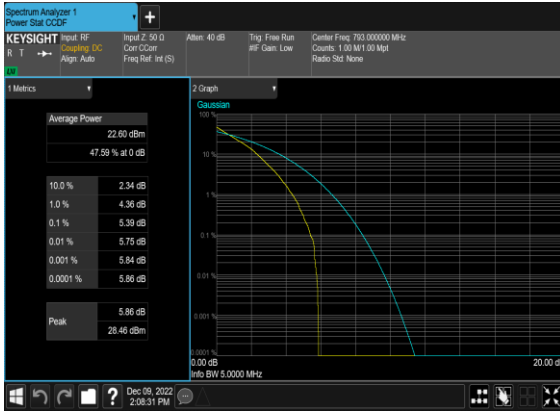 Spectrum Analyzer 1
Power Stat CCDF
KEYSIGHT
R T
LXI
Input: RF
Coupling: DC
Align: Auto
Input Z: 50 Ω
Corr CCorr
Freq Ref: Int (S)
Atten: 40 dB
Trig: Free Run
#IF Gain: Low
Center Freq: 793.000000 MHz
Counts: 1.00 M/1.00 Mpt
Radio Std: None
1 Metrics
Average Power
22.60 dBm
47.59 % at 0 dB
10.0 % 2.34 dB
1.0 % 4.36 dB
0.1 % 5.39 dB
0.01 % 5.75 dB
0.001 % 5.84 dB
0.0001 % 5.86 dB
Peak
5.86 dB
28.46 dBm
2 Graph
Gaussian
100 %
10 %
1 %
0.1 %
0.01 %
0.001 %
0.0001 %
0.00 dB
20.00 d
Info BW 5.0000 MHz
?
Dec 09, 2022
2:08:31 PM